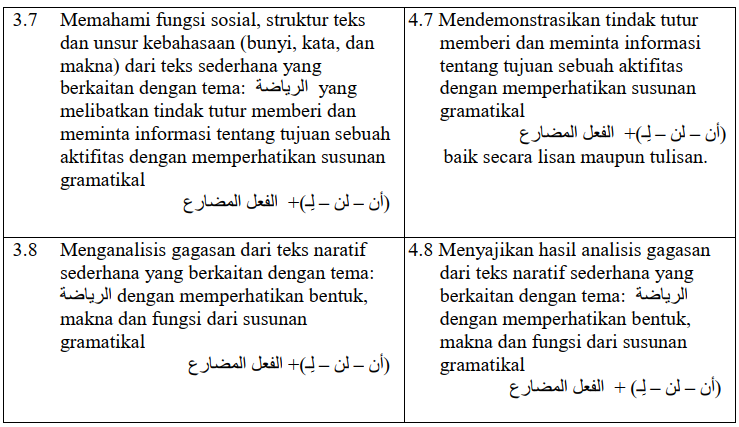 3.7 Memahami fungsi sosial, struktur teks
dan unsur kebahasaan (bunyi, kata, dan
makna) dari teks sederhana yang
berkaitan dengan tema: الرياضة yang
melibatkan tindak tutur memberi dan
meminta informasi tentang tujuan sebuah
aktifitas dengan memperhatikan susunan
gramatikal
(أن – لن – لِـ)+ الفعل المضارع
4.7 Mendemonstrasikan tindak tutur
memberi dan meminta informasi
tentang tujuan sebuah aktifitas
dengan memperhatikan susunan
gramatikal
(أن – لن – لِـ)+ الفعل المضارع
baik secara lisan maupun tulisan.
3.8 Menganalisis gagasan dari teks naratif
sederhana yang berkaitan dengan tema:
الرياضة dengan memperhatikan bentuk,
makna dan fungsi dari susunan
gramatikal
(أن – لن – لِـ)+ الفعل المضارع
4.8 Menyajikan hasil analisis gagasan
dari teks naratif sederhana yang
berkaitan dengan tema: الرياضة
dengan memperhatikan bentuk,
makna dan fungsi dari susunan
gramatikal
(أن – لن – لِـ) + الفعل المضارع